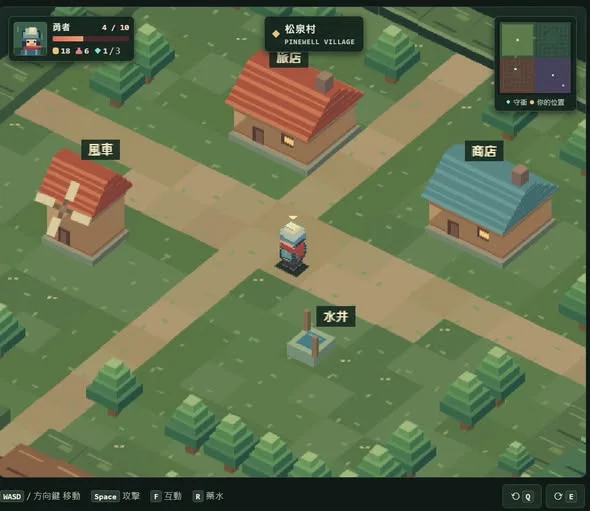 勇者 4 / 10
18 6 1/3
松泉村
PINEWELL VILLAGE
旅店
守衛 你的位置
風車
商店
水井
WASD / 方向鍵 移動 Space 攻擊 F 互動 R 藥水
Q E